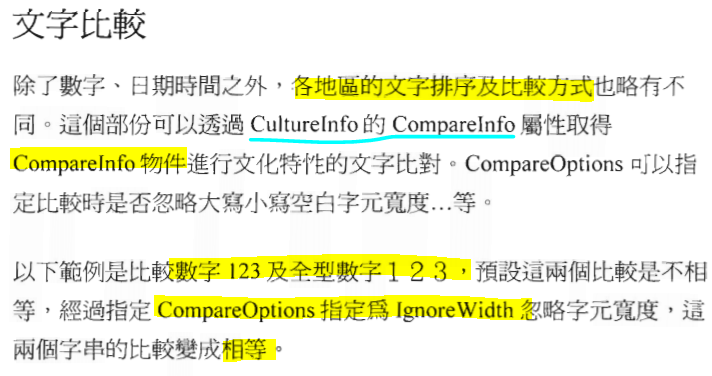 文字比較
除了數字、日期時間之外，各地區的文字排序及比較方式也略有不
同。這個部份可以透過 CultureInfo 的 CompareInfo 屬性取得
CompareInfo 物件進行文化特性的文字比對。CompareOptions 可以指
定比較時是否忽略大寫小寫空白字元寬度…等。
以下範例是比較數字 123 及全型數字１２３，預設這兩個比較是不相
等，經過指定 CompareOptions 指定爲 IgnoreWidth 忽略字元寬度，這
兩個字串的比較變成相等。